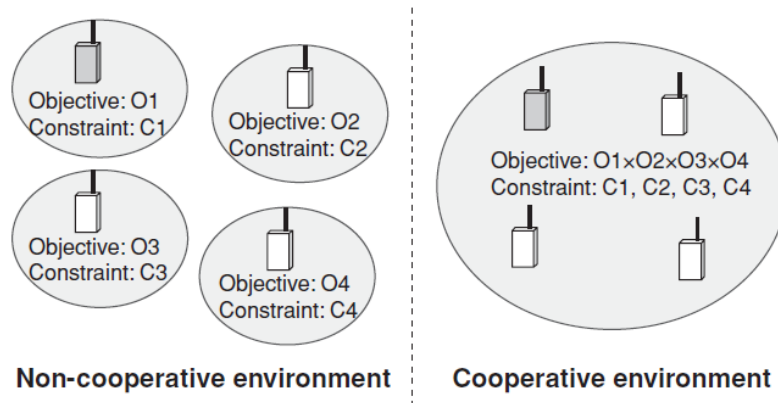 Objective: O1
Constraint: C1
Objective: O2
Constraint: C2
Objective: O3
Constraint: C3
Objective: O4
Constraint: C4
Non-cooperative environment
Objective: O1×O2×O3×O4
Constraint: C1, C2, C3, C4
Cooperative environment